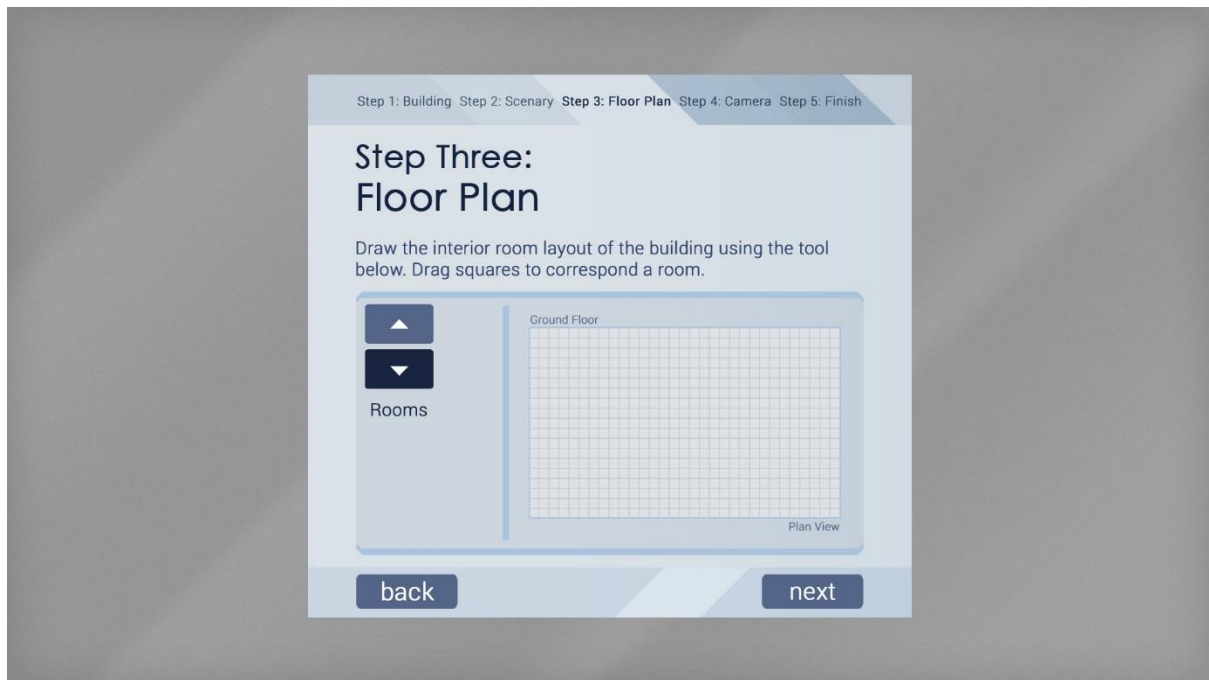 Step 1: Building Step 2: Scenary Step 3: Floor Plan Step 4: Camera Step 5: Finish
Step Three:
Floor Plan
Draw the interior room layout of the building using the tool
below. Drag squares to correspond a room.
Rooms
Ground Floor
Plan View
back
next